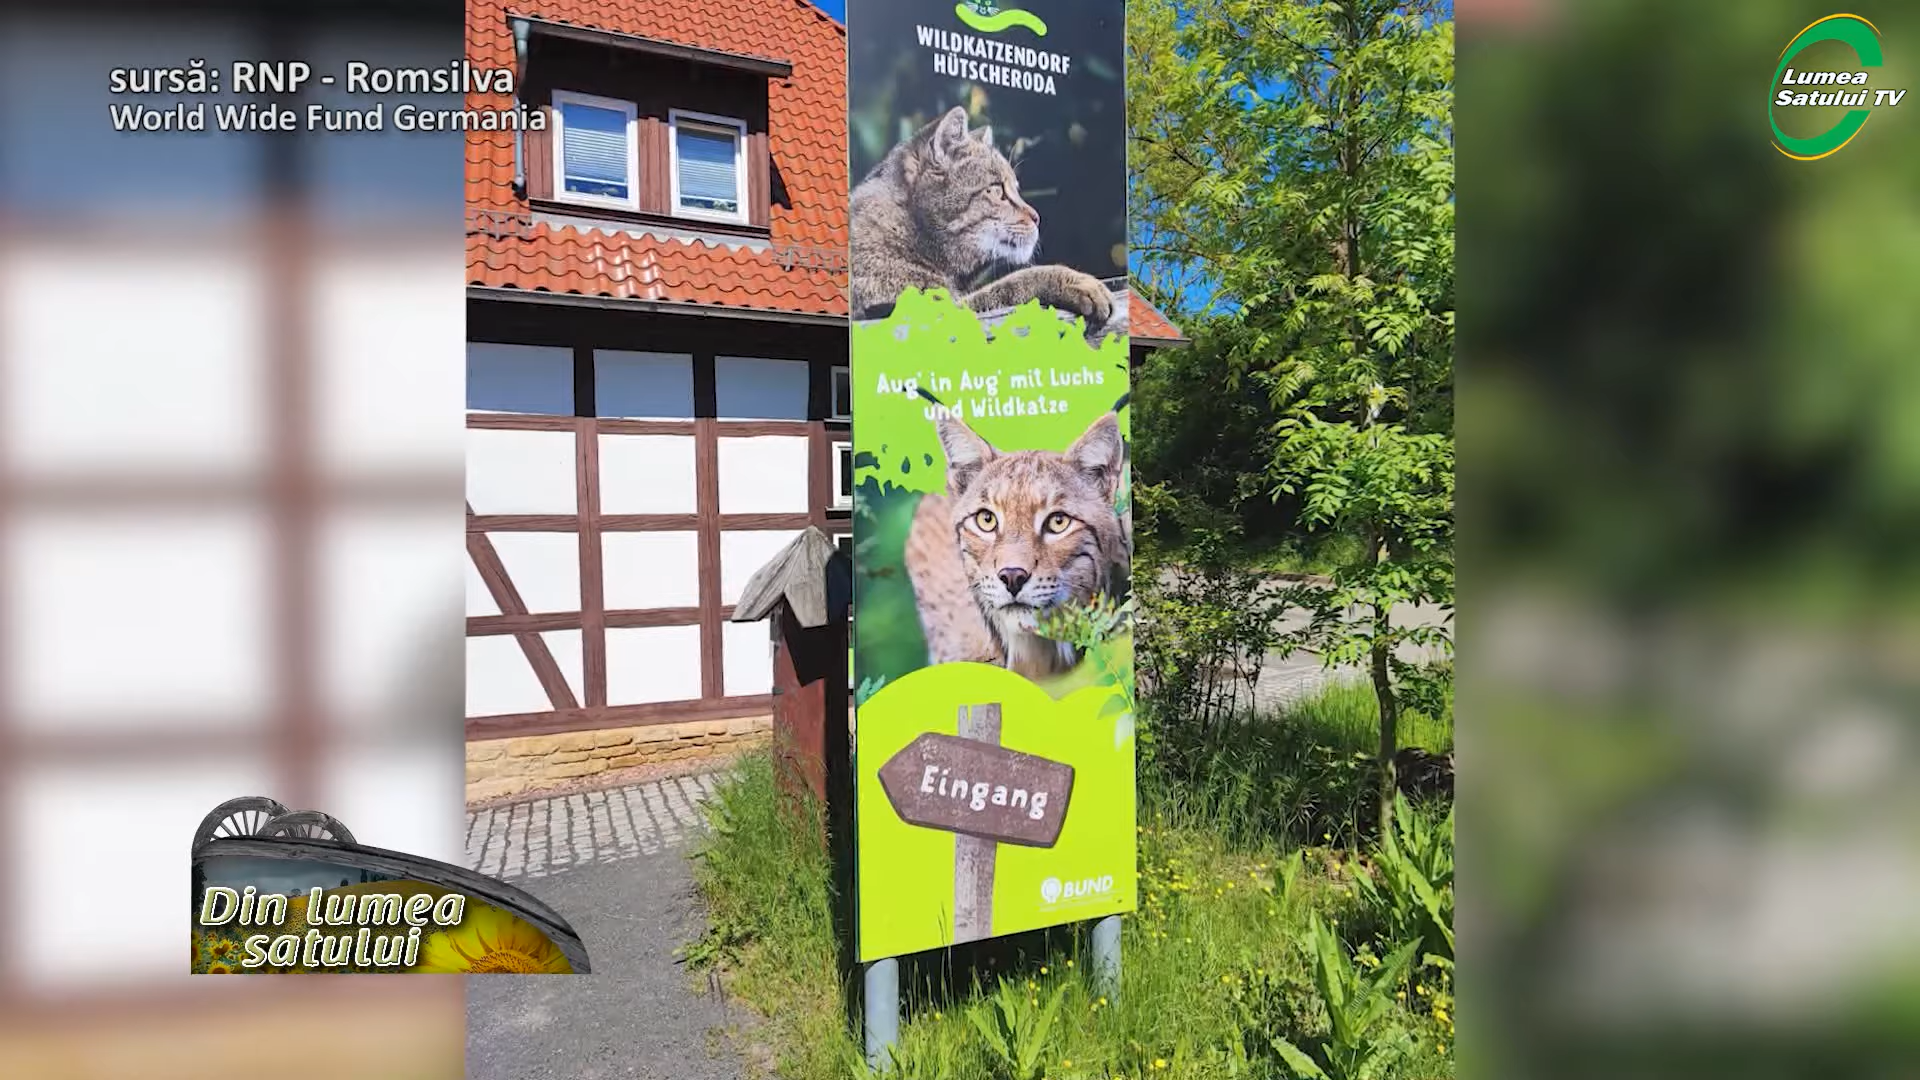 sursă: RNP - Romsilva
World Wide Fund Germania
Lumea
Satului TV
WILDKATZENDORF
HÜTSCHERODA
Aug' in Aug' mit Luchs
und Wildkatze
Eingang
BUND
Din lumea
satului